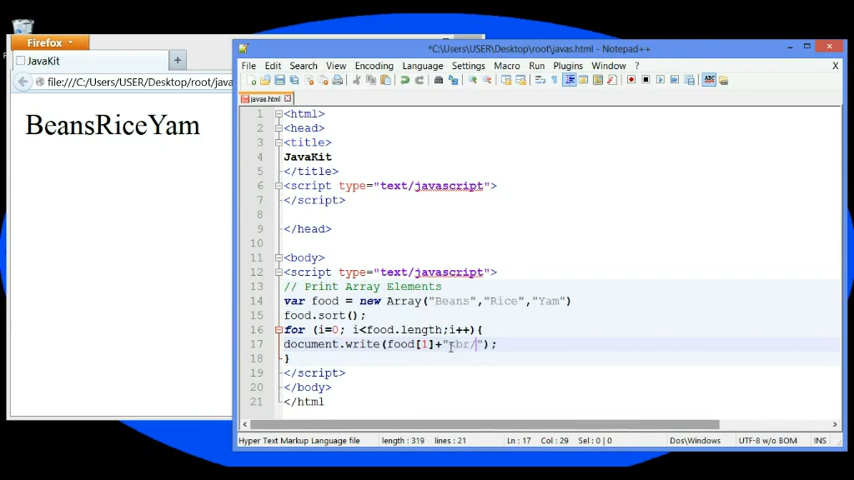 Firefox
JavaKit
file:///C:/Users/USER/Desktop/root/java
BeansRiceYam
*C:\Users\USER\Desktop\root\javas.html - Notepad++
File Edit Search View Encoding Language Settings Macro Run Plugins Window ? X
javas.html
1 <html>
2 <head>
3 <title>
4 JavaKit
5 </title>
6 <script type="text/javascript">
7 </script>
8
9 </head>
10
11 <body>
12 <script type="text/javascript">
13 // Print Array Elements
14 var food = new Array("Beans","Rice","Yam")
15 food.sort();
16 for (i=0; i<food.length;i++){
17 document.write(food[1]+"<br/");
18 }
19 </script>
20 </body>
21 </html
Hyper Text Markup Language file length : 319 lines : 21 Ln : 17 Col : 29 Sel : 0 | 0 Dos\Windows UTF-8 w/o BOM INS